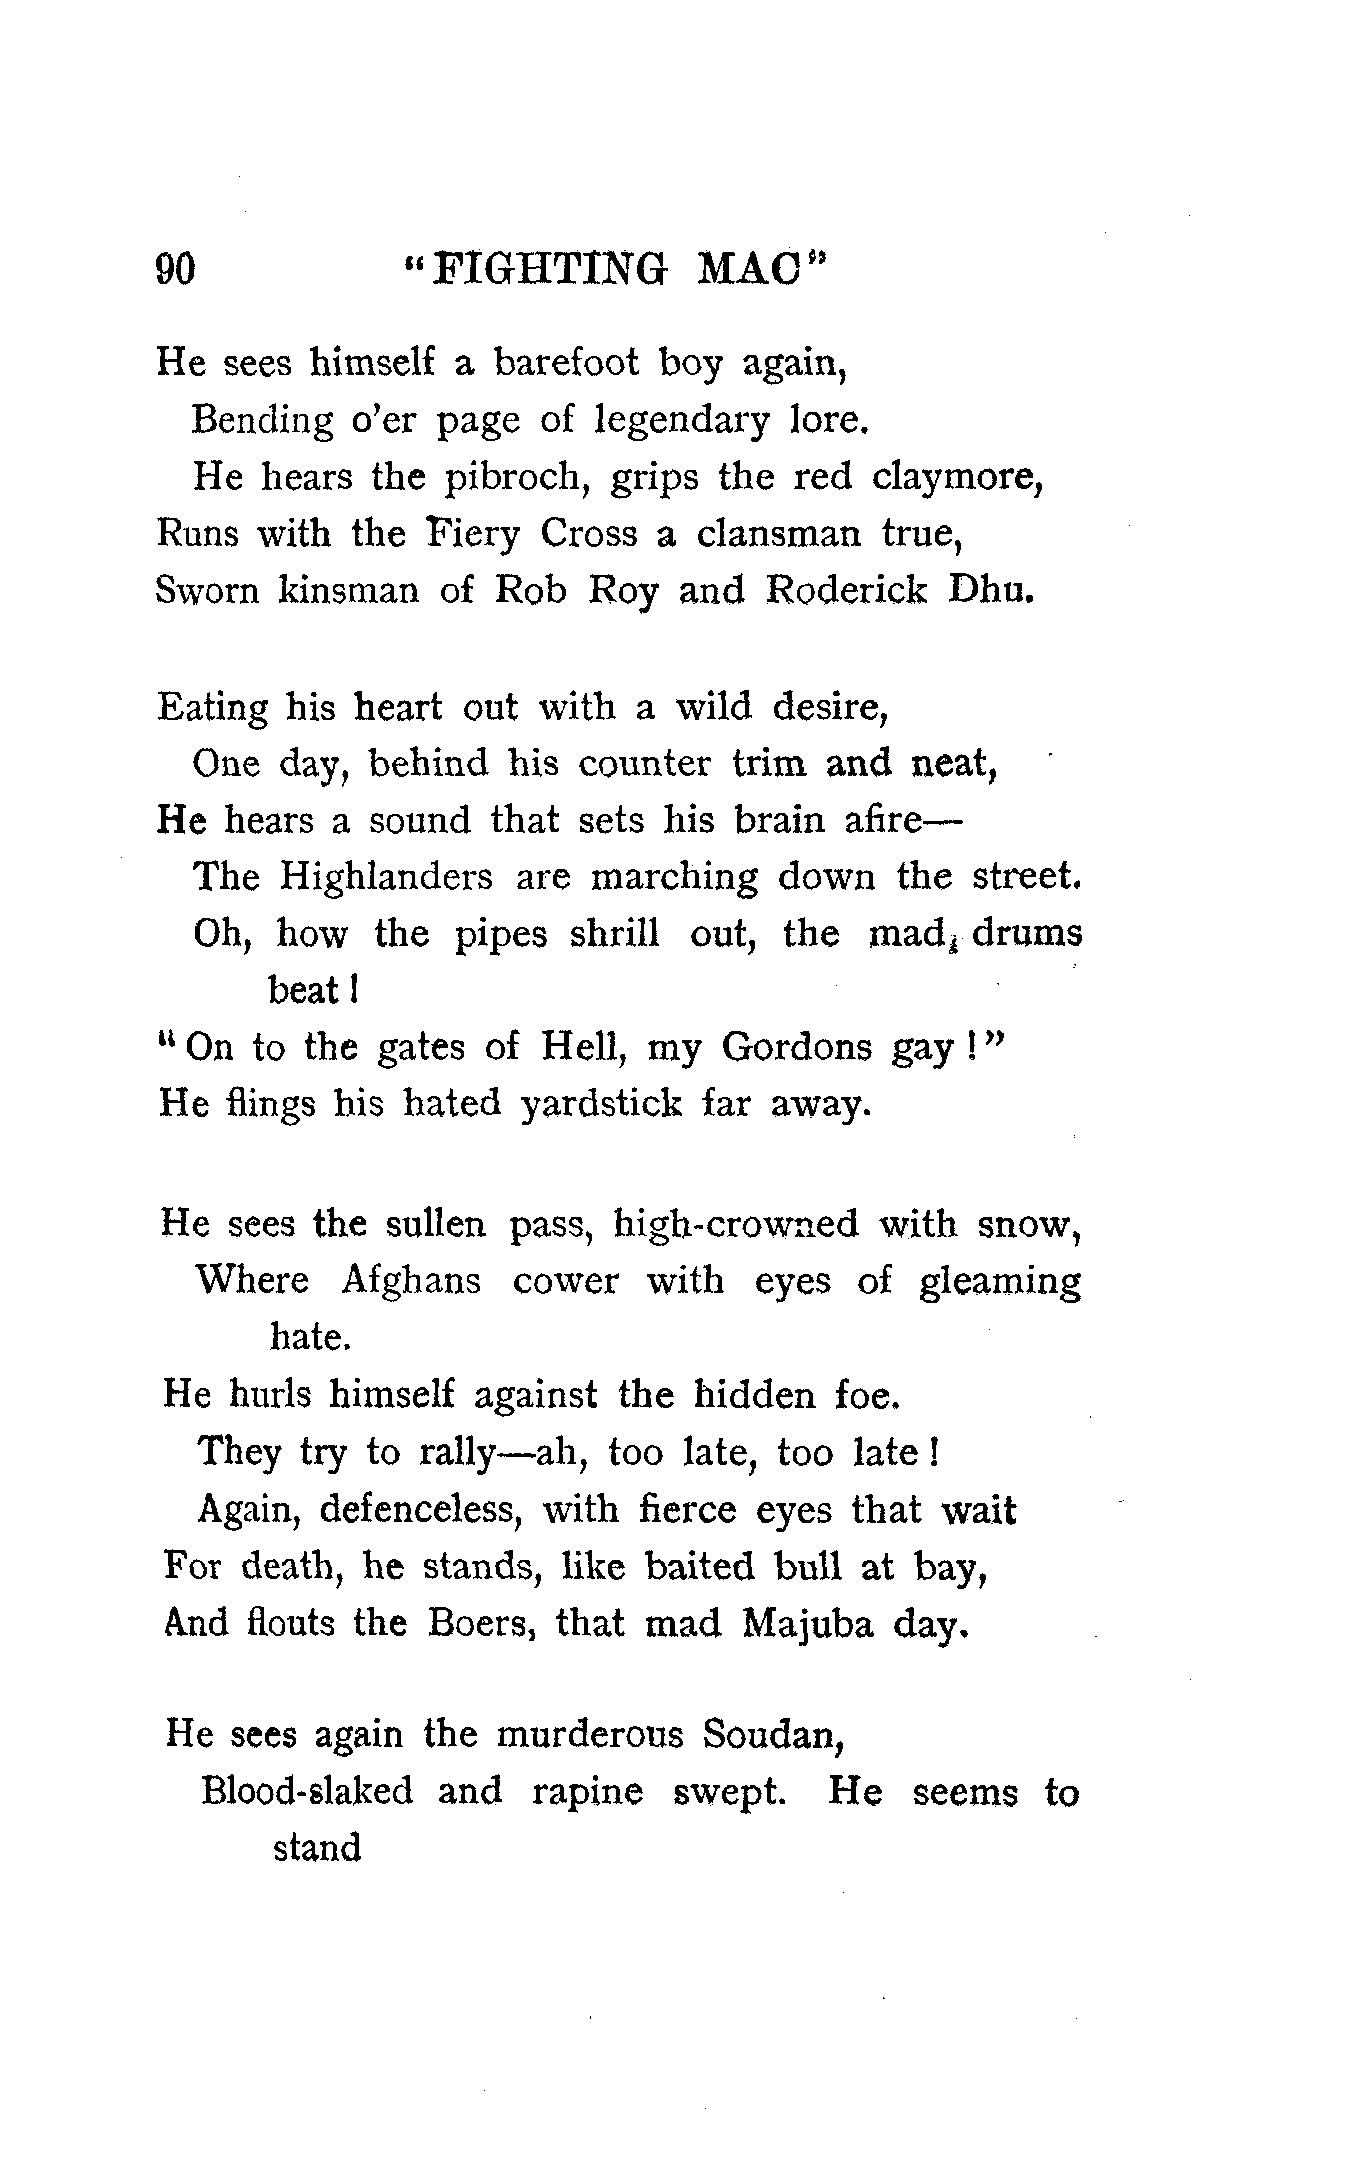 90 "FIGHTING MAC"
He sees himself a barefoot boy again,
Bending o'er page of legendary lore.
He hears the pibroch, grips the red claymore,
Runs with the Fiery Cross a clansman true,
Sworn kinsman of Rob Roy and Roderick Dhu.
Eating his heart out with a wild desire,
One day, behind his counter trim and neat,
He hears a sound that sets his brain afire—
The Highlanders are marching down the street.
Oh, how the pipes shrill out, the mad drums
beat!
"On to the gates of Hell, my Gordons gay!"
He flings his hated yardstick far away.
He sees the sullen pass, high-crowned with snow,
Where Afghans cower with eyes of gleaming
hate.
He hurls himself against the hidden foe.
They try to rally—ah, too late, too late!
Again, defenceless, with fierce eyes that wait
For death, he stands, like baited bull at bay,
And flouts the Boers, that mad Majuba day.
He sees again the murderous Soudan,
Blood-slaked and rapine swept. He seems to
stand